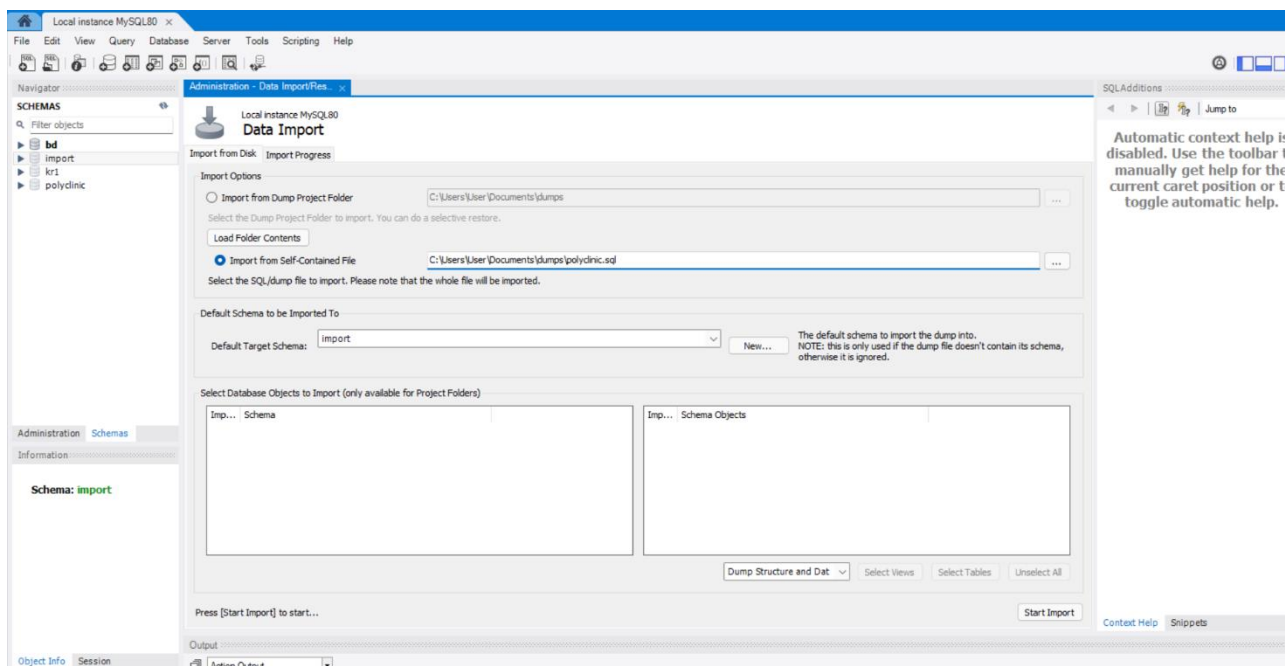 Local instance MySQL80 ×
File Edit View Query Database Server Tools Scripting Help
Navigator
SCHEMAS
Filter objects
bd
import
kr1
polyclinic
Administration Schemas
Information
Schema: import
Object Info Session
Administration - Data Import/Res... ×
Local instance MySQL80
Data Import
Import from Disk Import Progress
Import Options
Import from Dump Project Folder C:\Users\User\Documents\dumps ...
Select the Dump Project Folder to import. You can do a selective restore.
Load Folder Contents
Import from Self-Contained File C:\Users\User\Documents\dumps\polyclinic.sql ...
Select the SQL/dump file to import. Please note that the whole file will be imported.
Default Schema to be Imported To
Default Target Schema: import New...
The default schema to import the dump into.
NOTE: this is only used if the dump file doesn't contain its schema,
otherwise it is ignored.
Select Database Objects to Import (only available for Project Folders)
Imp... Schema
Imp... Schema Objects
Dump Structure and Dat Select Views Select Tables Unselect All
Press [Start Import] to start... Start Import
Output
Action Output
SQLAdditions
Jump to
Automatic context help is
disabled. Use the toolbar t
manually get help for the
current caret position or t
toggle automatic help.
Context Help Snippets